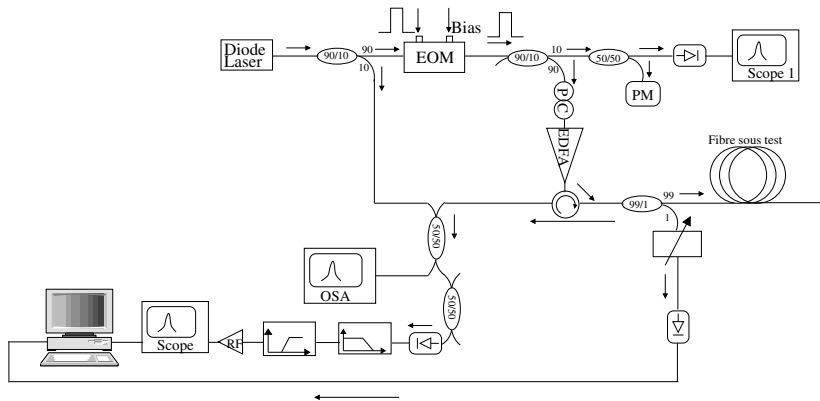 Bias
Diode
Laser
90/10
90
10
EOM
90/10
10
90
50/50
Scope 1
PM
PC
EDFA
Fibre sous test
99/1
99
1
50/50
OSA
50/50
Scope
RF